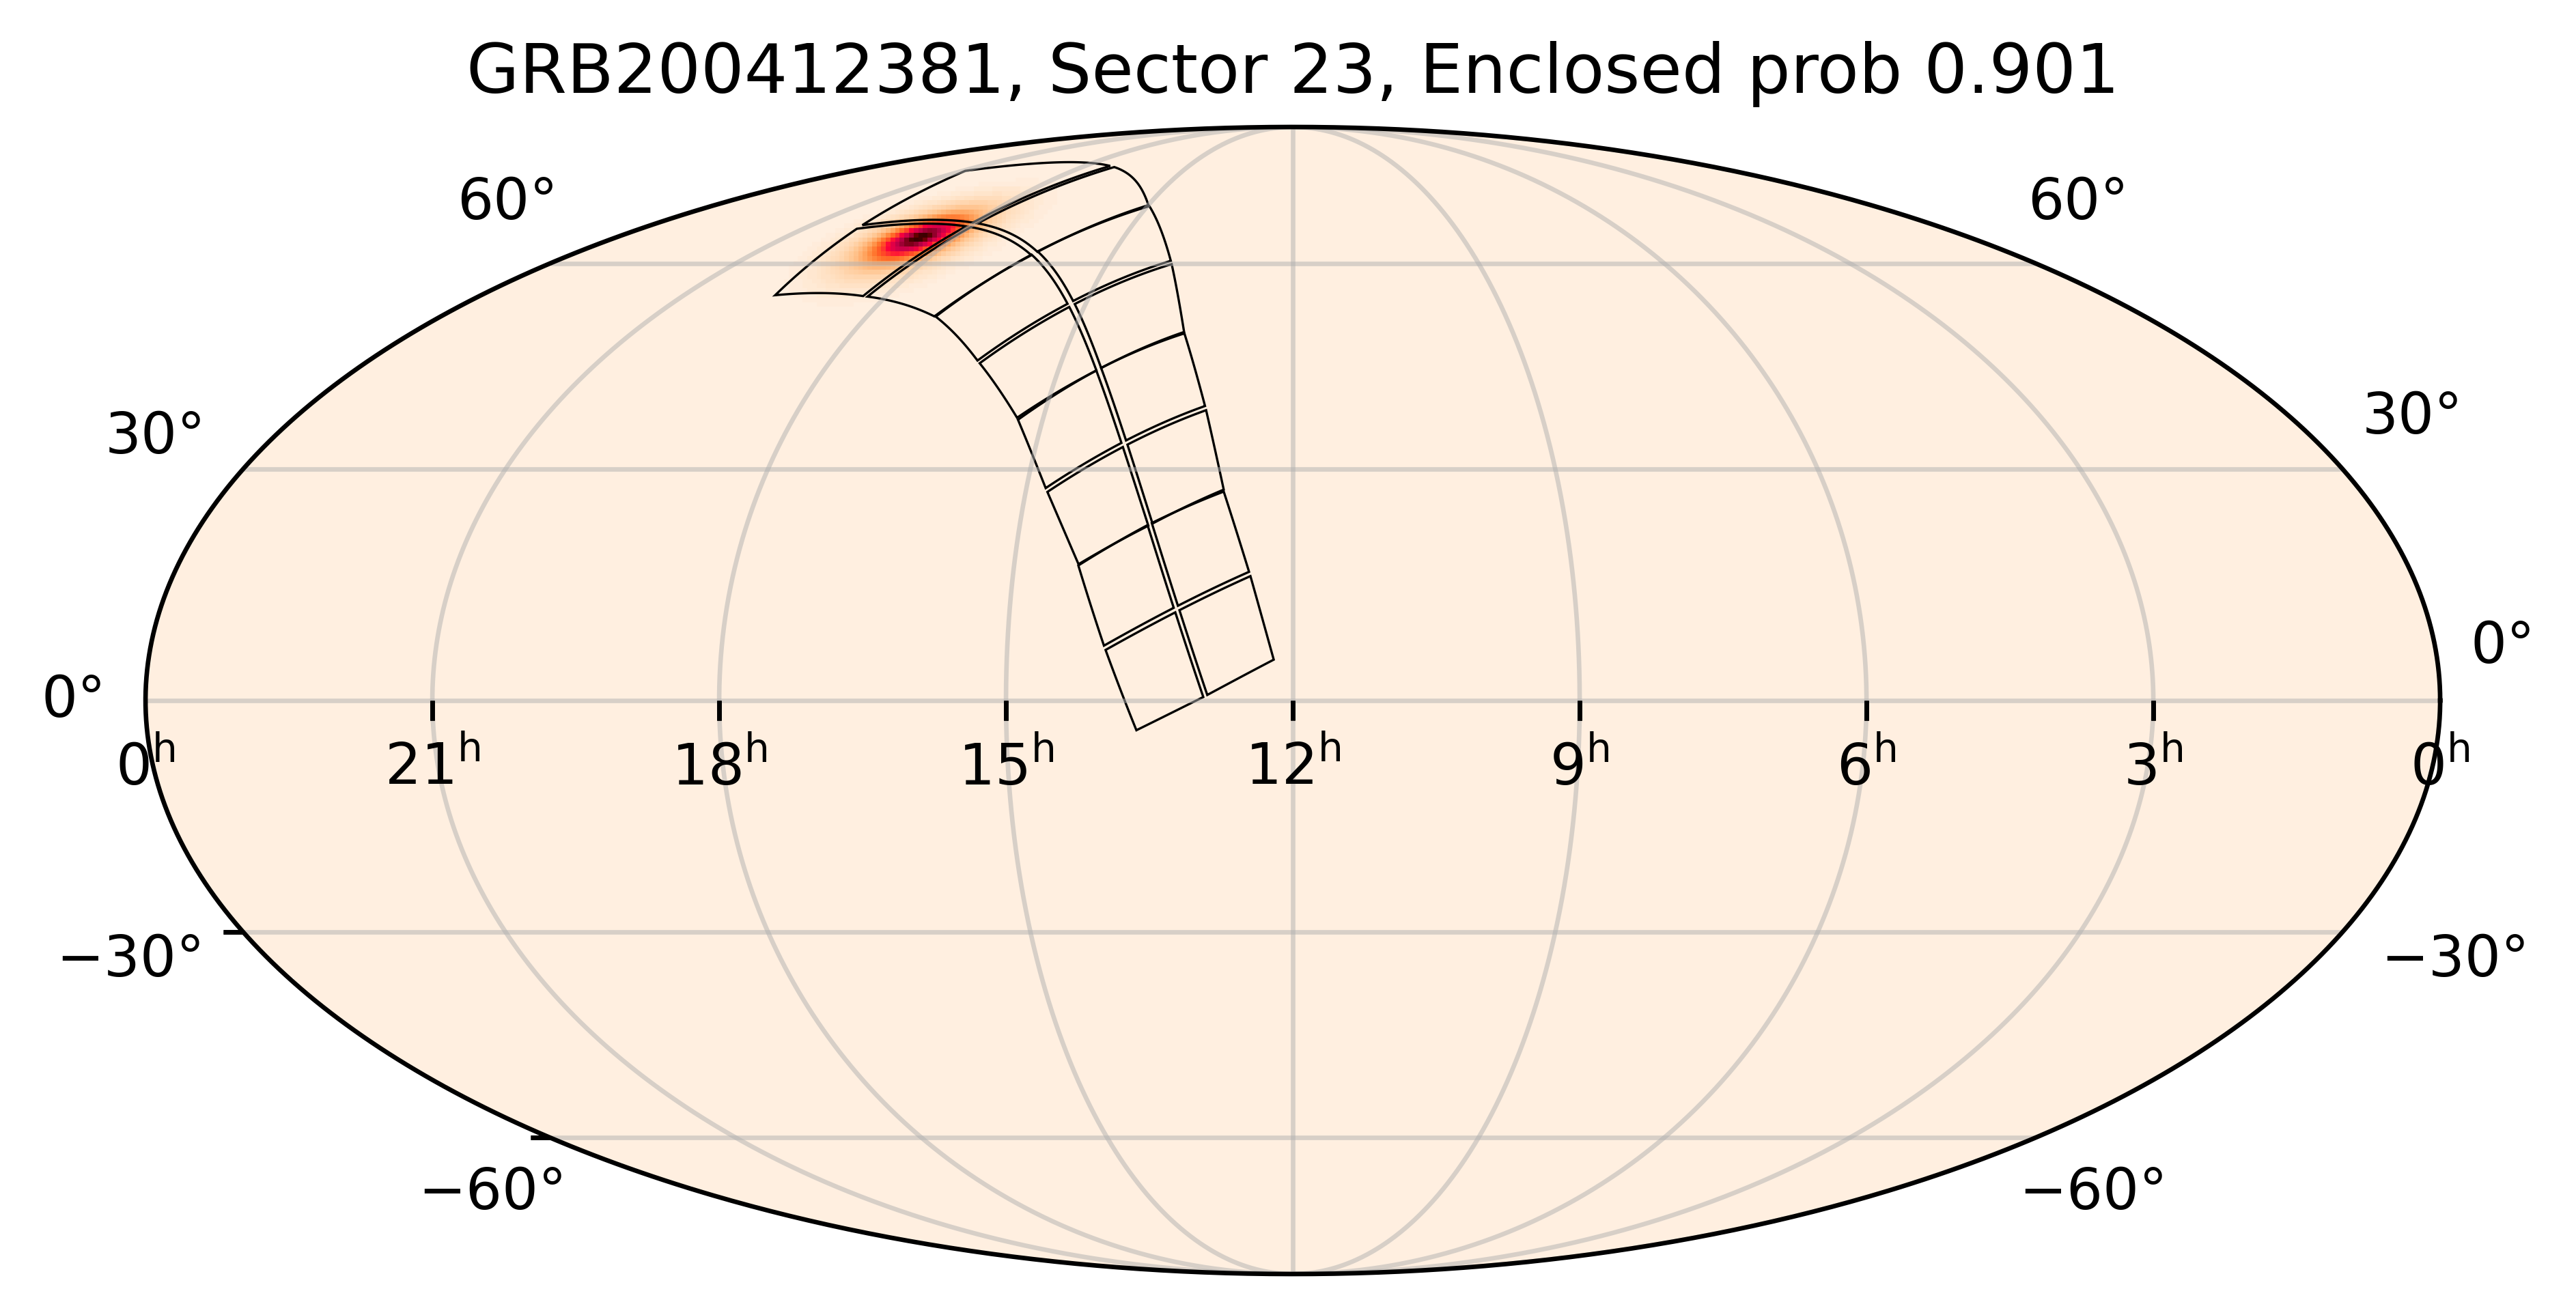 GRB200412381, Sector 23, Enclosed prob 0.901
60° 60°
30° 30°
0° 0°
0ʰ 21ʰ 18ʰ 15ʰ 12ʰ 9ʰ 6ʰ 3ʰ 0ʰ
−30° −30°
−60° −60°